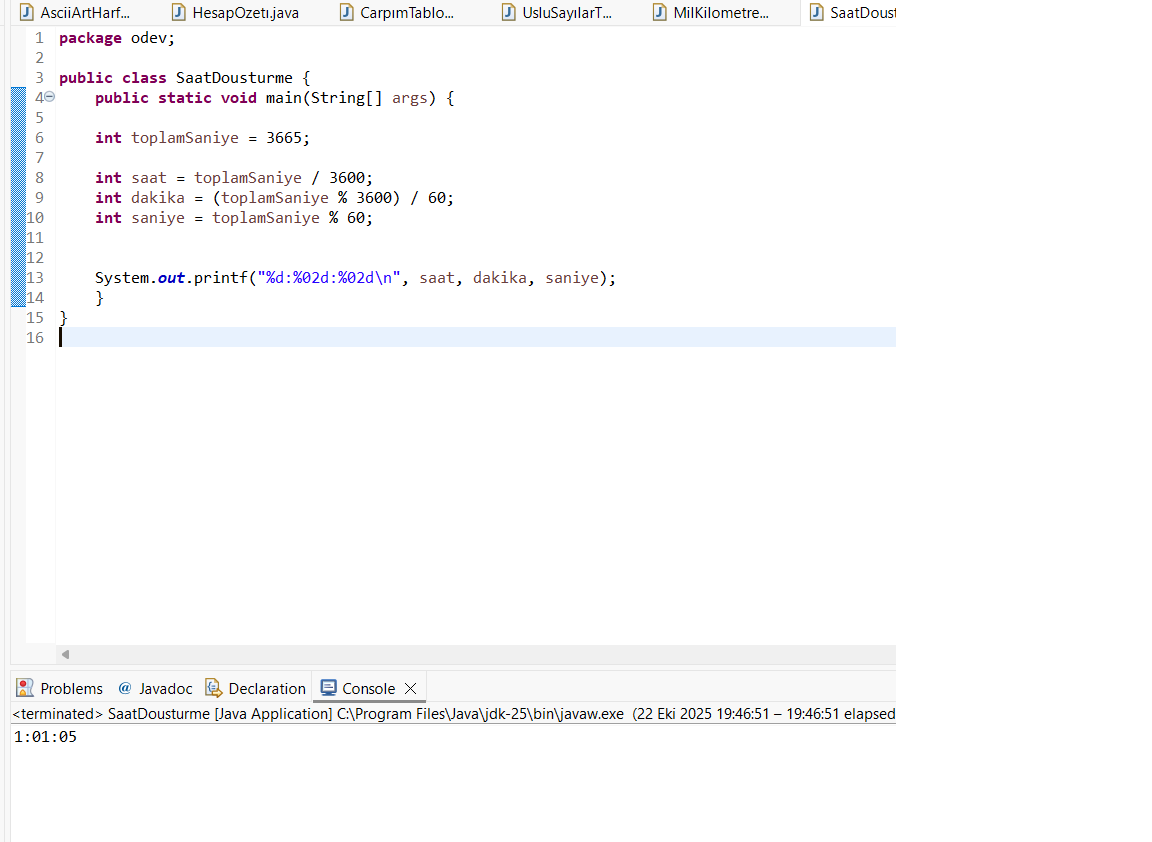 AsciiArtHarf... HesapOzetı.java CarpımTablo... UsluSayılarT... MilKilometre... SaatDoust
1 package odev;
2
3 public class SaatDousturme {
4 public static void main(String[] args) {
5
6 int toplamSaniye = 3665;
7
8 int saat = toplamSaniye / 3600;
9 int dakika = (toplamSaniye % 3600) / 60;
10 int saniye = toplamSaniye % 60;
11
12
13 System.out.printf("%d:%02d:%02d\n", saat, dakika, saniye);
14 }
15 }
16
Problems @ Javadoc Declaration Console
<terminated> SaatDousturme [Java Application] C:\Program Files\Java\jdk-25\bin\javaw.exe (22 Eki 2025 19:46:51 – 19:46:51 elapsed
1:01:05